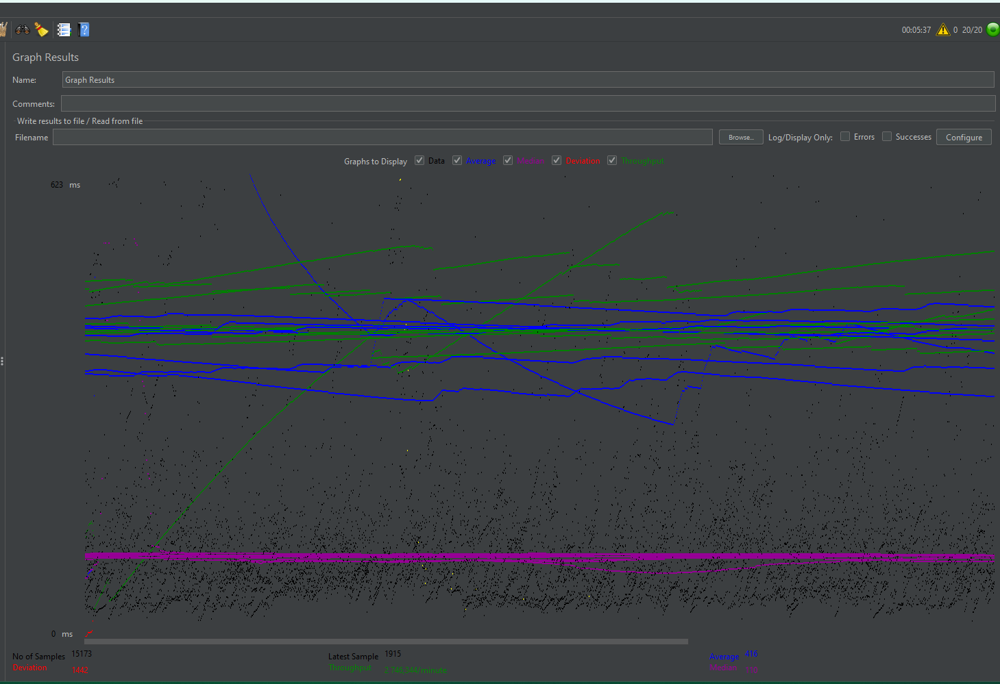 00:05:37 0 20/20
Graph Results
Name: Graph Results
Comments:
Write results to file / Read from file
Filename Browse... Log/Display Only: Errors Successes Configure
Graphs to Display Data Average Median Deviation Throughput
623 ms
0 ms
No of Samples 15173 Latest Sample 1915 Average 416
Deviation 1442 Throughput 2,746.344/minute Median